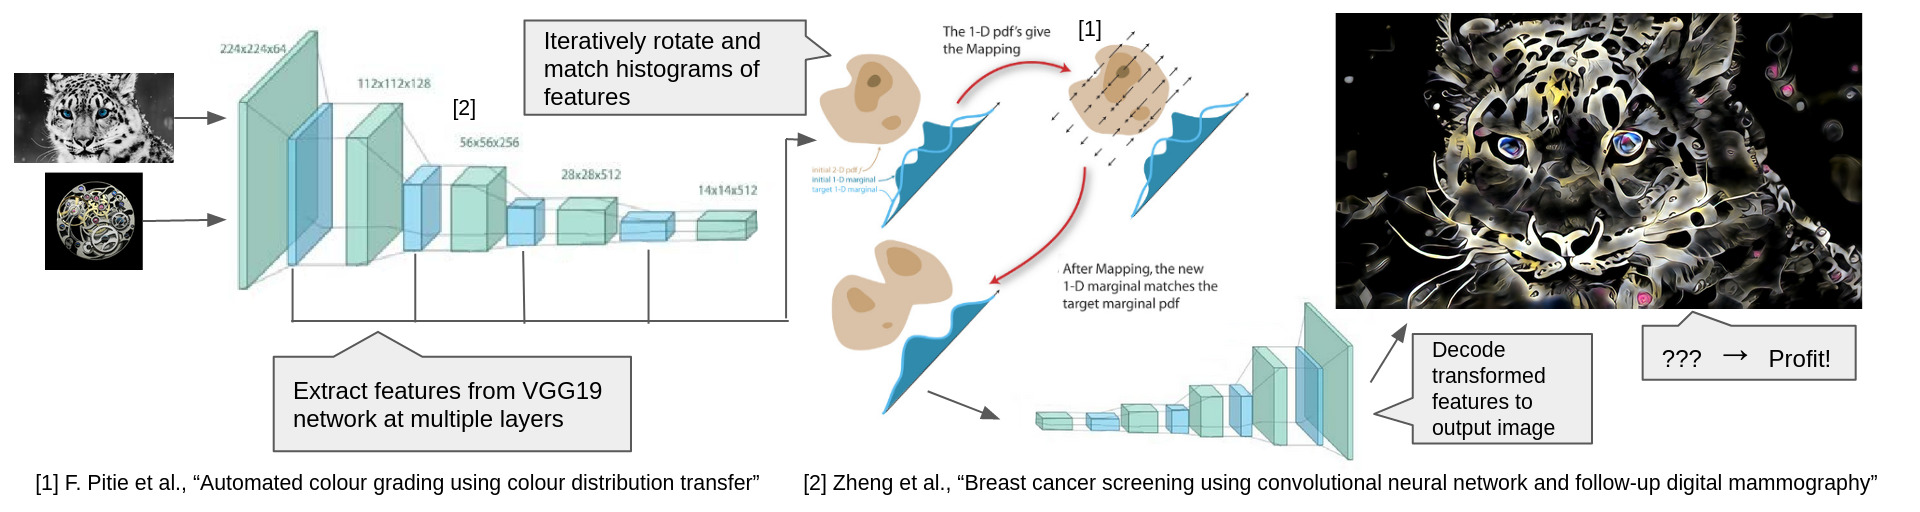 224x224x64
112x112x128
[2]
56x56x256
28x28x512
14x14x512
Extract features from VGG19
network at multiple layers
Iteratively rotate and
match histograms of
features
The 1-D pdf's give
the Mapping
[1]
initial 2-D pdf f
initial 1-D marginal
target 1-D marginal
After Mapping, the new
1-D marginal matches the
target marginal pdf
Decode
transformed
features to
output image
??? → Profit!
[1] F. Pitie et al., “Automated colour grading using colour distribution transfer”
[2] Zheng et al., “Breast cancer screening using convolutional neural network and follow-up digital mammography”